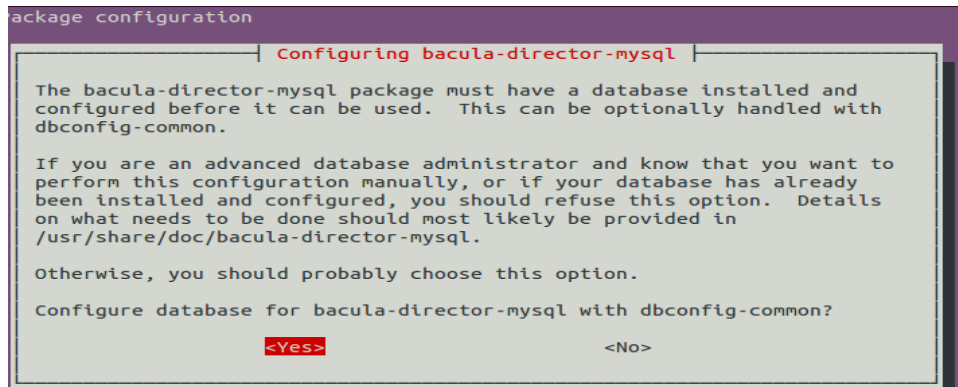 Package configuration
Configuring bacula-director-mysql
The bacula-director-mysql package must have a database installed and
configured before it can be used.  This can be optionally handled with
dbconfig-common.
If you are an advanced database administrator and know that you want to
perform this configuration manually, or if your database has already
been installed and configured, you should refuse this option.  Details
on what needs to be done should most likely be provided in
/usr/share/doc/bacula-director-mysql.
Otherwise, you should probably choose this option.
Configure database for bacula-director-mysql with dbconfig-common?
<Yes> <No>